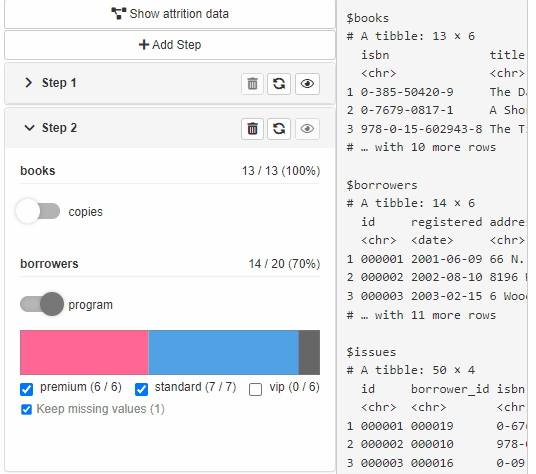 Show attrition data
Add Step
Step 1
Step 2
books 13 / 13 (100%)
copies
borrowers 14 / 20 (70%)
program
premium (6 / 6) standard (7 / 7) vip (0 / 6)
Keep missing values (1)
$books
# A tibble: 13 × 6
isbn title
<chr> <chr>
1 0-385-50420-9 The Da
2 0-7679-0817-1 A Shor
3 978-0-15-602943-8 The Ti
# … with 10 more rows
$borrowers
# A tibble: 14 × 6
id registered addre
<chr> <date> <chr>
1 000001 2001-06-09 66 N.
2 000002 2002-08-10 8196
3 000003 2003-02-15 6 Woo
# … with 11 more rows
$issues
# A tibble: 50 × 4
id borrower_id isbn
<chr> <chr> <chr
1 000001 000019 0-67
2 000002 000010 978-
3 000003 000016 0-09